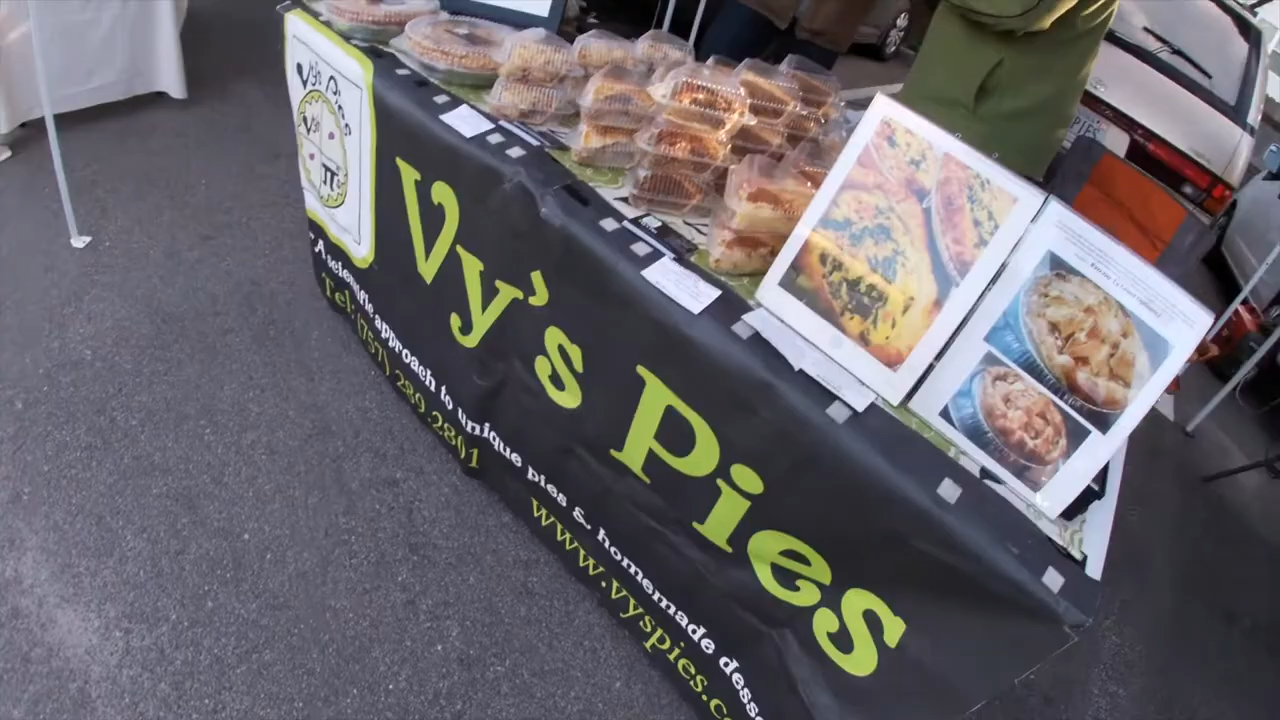 Vy's Pies
Vy's
π's
Vy's Pies
"A scientific approach to unique pies & homemade desse
Tel: (757) 289.2801
www.vyspies.co
PIES